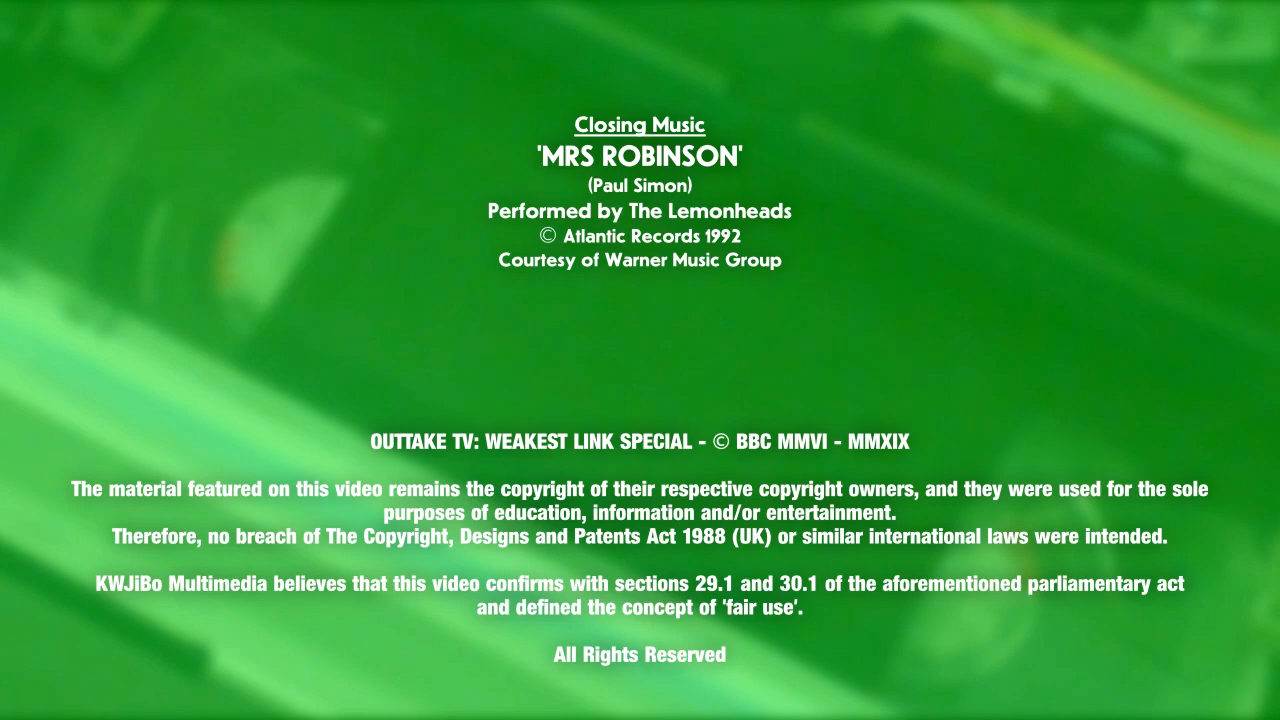 Closing Music
'MRS ROBINSON'
(Paul Simon)
Performed by The Lemonheads
© Atlantic Records 1992
Courtesy of Warner Music Group
OUTTAKE TV: WEAKEST LINK SPECIAL - © BBC MMVI - MMXIX
The material featured on this video remains the copyright of their respective copyright owners, and they were used for the sole
purposes of education, information and/or entertainment.
Therefore, no breach of The Copyright, Designs and Patents Act 1988 (UK) or similar international laws were intended.
KWJiBo Multimedia believes that this video confirms with sections 29.1 and 30.1 of the aforementioned parliamentary act
and defined the concept of 'fair use'.
All Rights Reserved